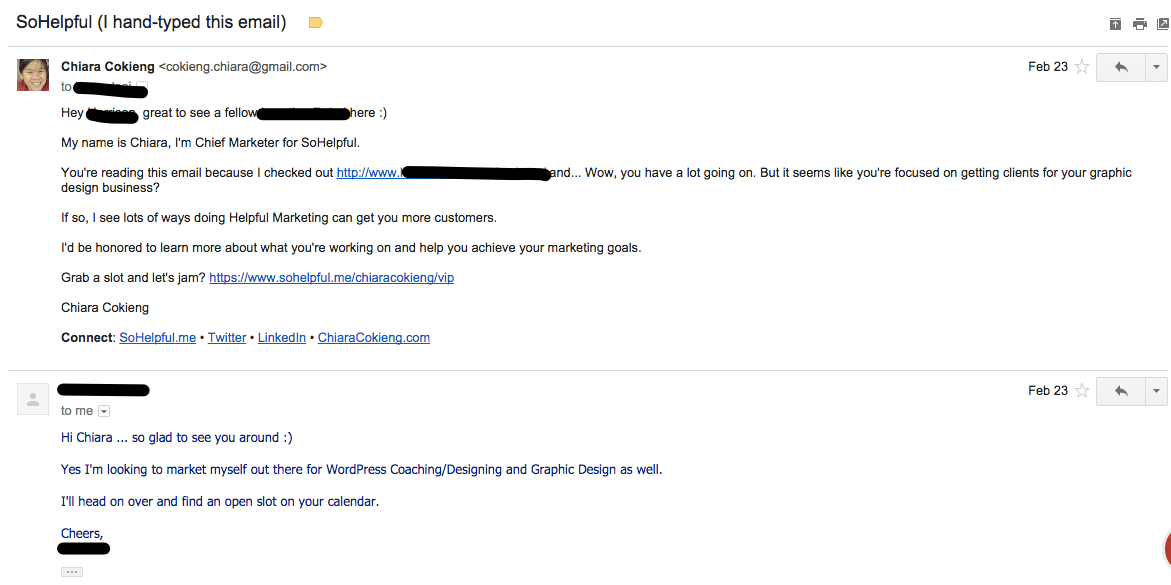 SoHelpful (I hand-typed this email)
Chiara Cokieng <cokieng.chiara@gmail.com>
Feb 23
to
Hey , great to see a fellow here :)
My name is Chiara, I'm Chief Marketer for SoHelpful.
You're reading this email because I checked out http://www. and... Wow, you have a lot going on. But it seems like you're focused on getting clients for your graphic
design business?
If so, I see lots of ways doing Helpful Marketing can get you more customers.
I'd be honored to learn more about what you're working on and help you achieve your marketing goals.
Grab a slot and let's jam? https://www.sohelpful.me/chiaracokieng/vip
Chiara Cokieng
Connect: SoHelpful.me • Twitter • LinkedIn • ChiaraCokieng.com
Feb 23
to me
Hi Chiara ... so glad to see you around :)
Yes I'm looking to market myself out there for WordPress Coaching/Designing and Graphic Design as well.
I'll head on over and find an open slot on your calendar.
Cheers,